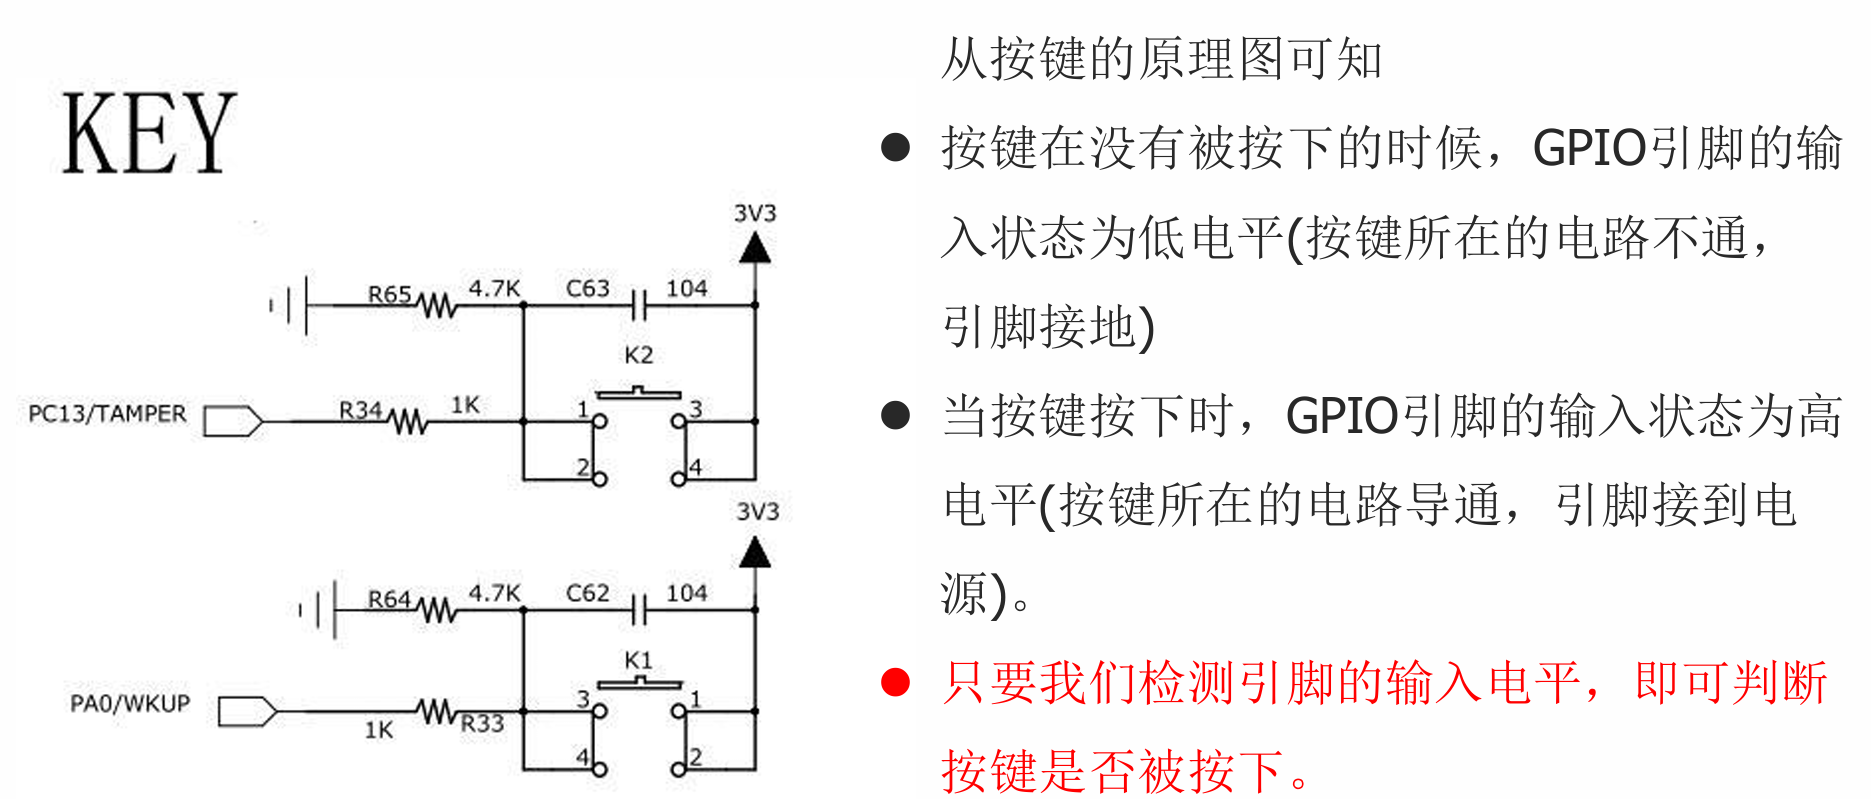 KEY
3V3
R65
4.7K
C63
104
K2
PC13/TAMPER
R34
1K
1
3
2
4
3V3
R64
4.7K
C62
104
K1
PA0/WKUP
1K
R33
3
1
4
2
从按键的原理图可知
● 按键在没有被按下的时候，GPIO引脚的输
入状态为低电平(按键所在的电路不通，
引脚接地)
● 当按键按下时，GPIO引脚的输入状态为高
电平(按键所在的电路导通，引脚接到电
源)。
● 只要我们检测引脚的输入电平，即可判断
按键是否被按下。